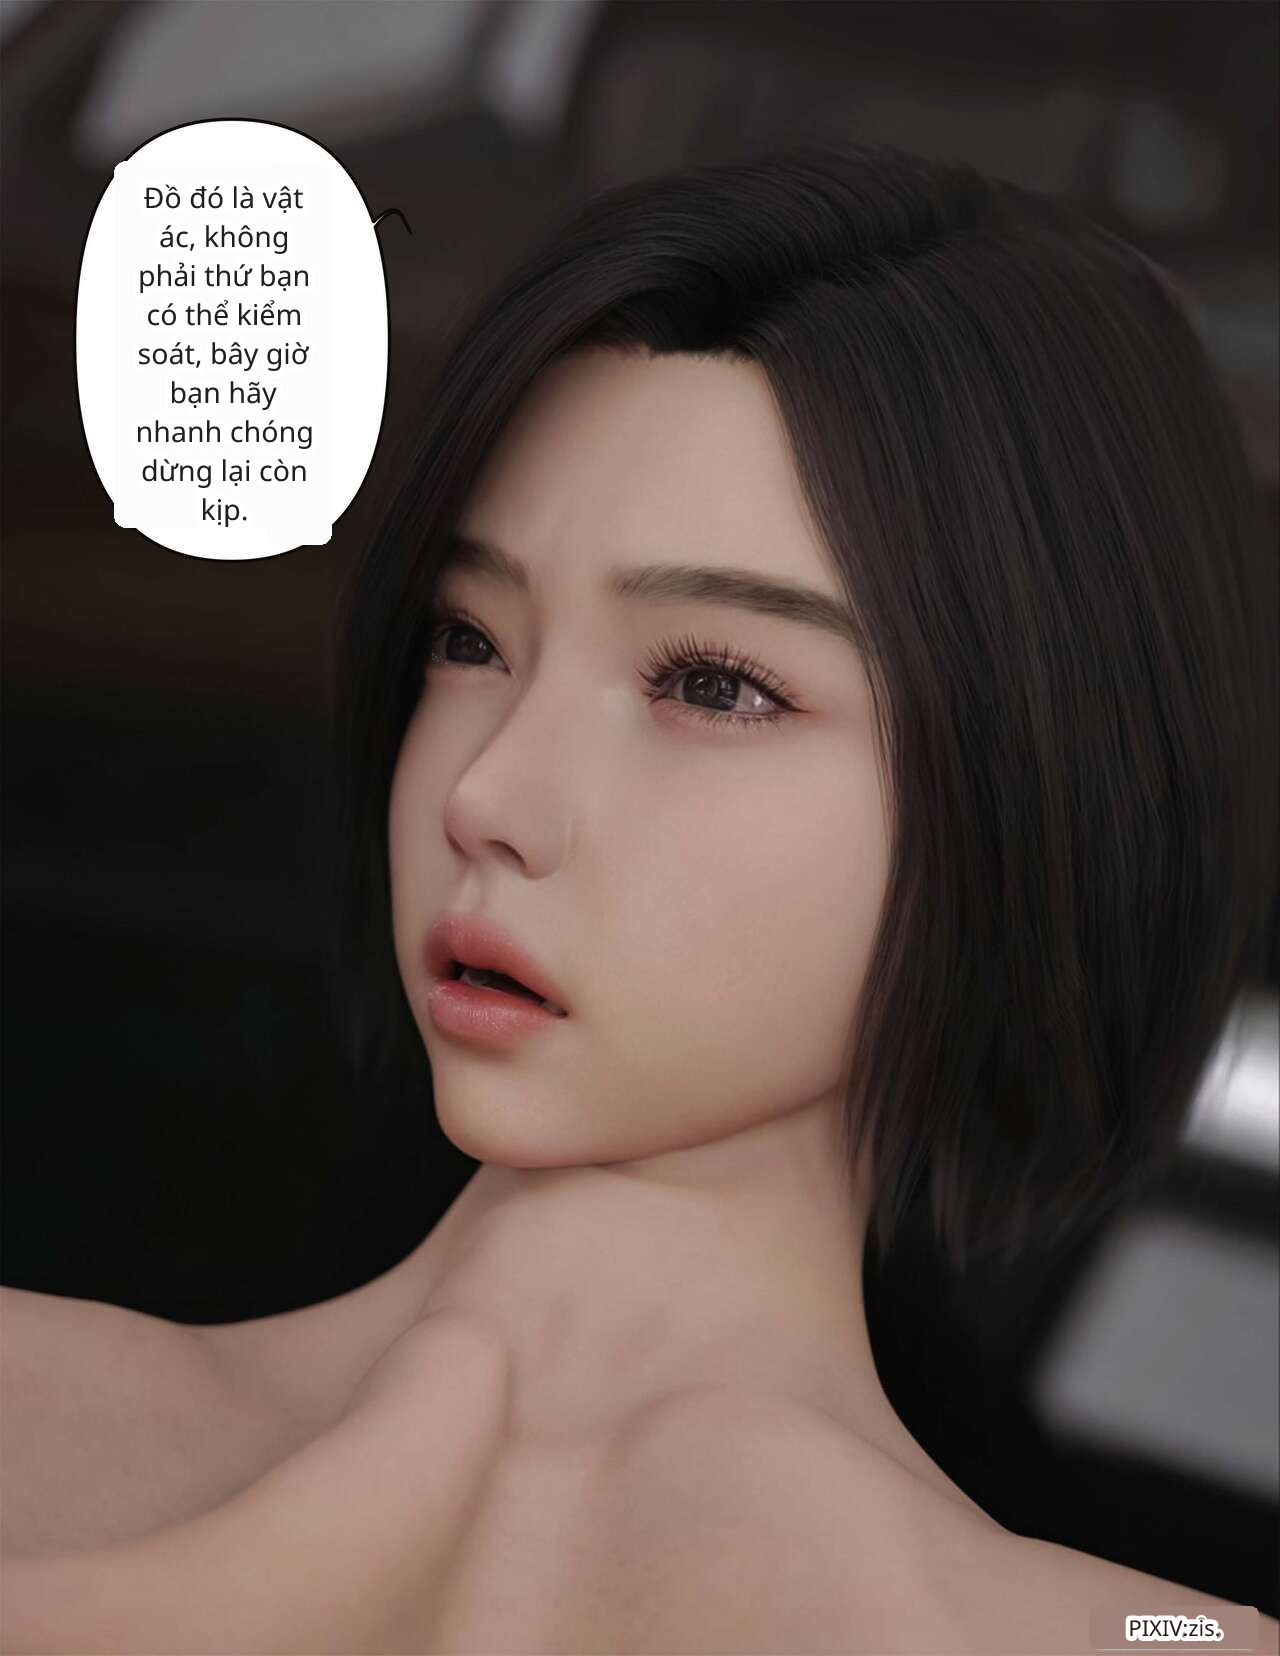 Đồ đó là vật
ác, không
phải thứ bạn
có thể kiểm
soát, bây giờ
bạn hãy
nhanh chóng
dừng lại còn
kịp.
PIXIV:zis.